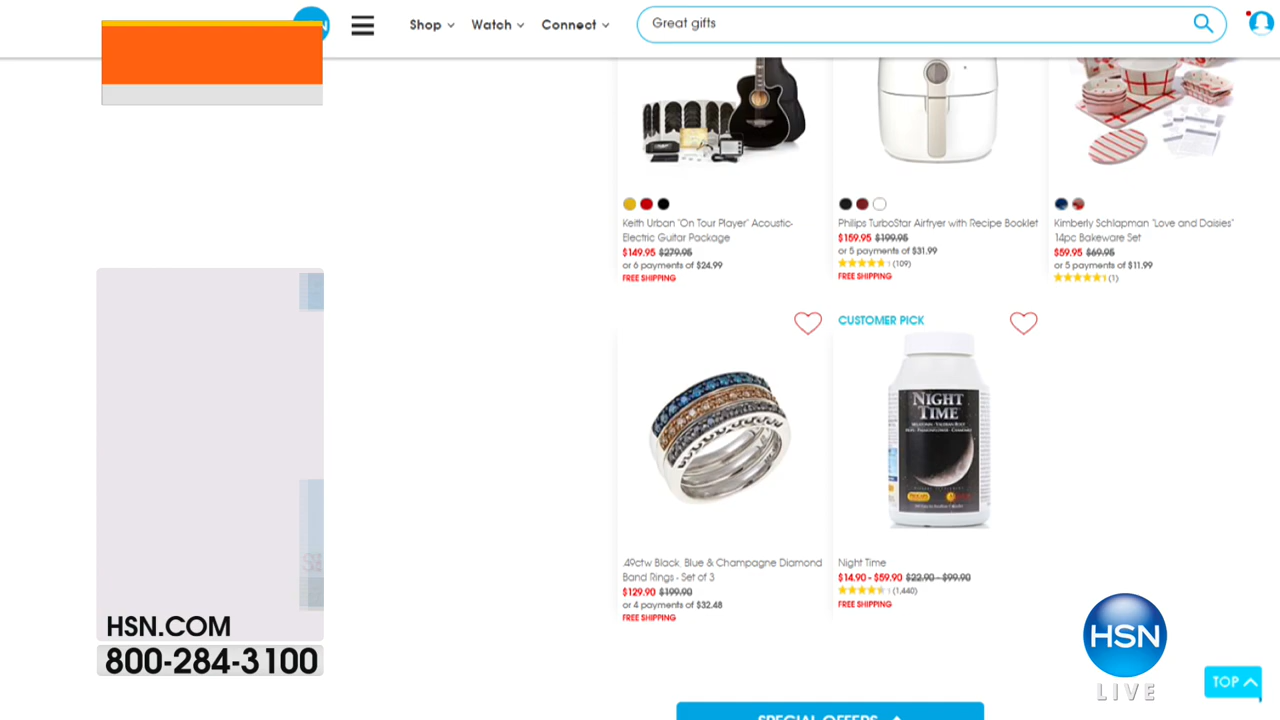 Shop
Watch
Connect
Great gifts
Keith Urban "On Tour Player" Acoustic-
Electric Guitar Package
$149.95 $279.95
or 6 payments of $24.99
FREE SHIPPING
Philips TurboStar Airfryer with Recipe Booklet
$159.95 $199.95
or 5 payments of $31.99
(109)
FREE SHIPPING
Kimberly Schlapman "Love and Daisies"
14pc Bakeware Set
$59.95 $69.95
or 5 payments of $11.99
(1)
CUSTOMER PICK
NIGHT
TIME
.49ctw Black, Blue & Champagne Diamond
Band Rings - Set of 3
$129.90 $199.90
or 4 payments of $32.48
FREE SHIPPING
Night Time
$14.90 - $59.90 $22.90 - $99.90
(1,440)
FREE SHIPPING
HSN.COM
800-284-3100
HSN
LIVE
TOP
SPECIAL OFFERS